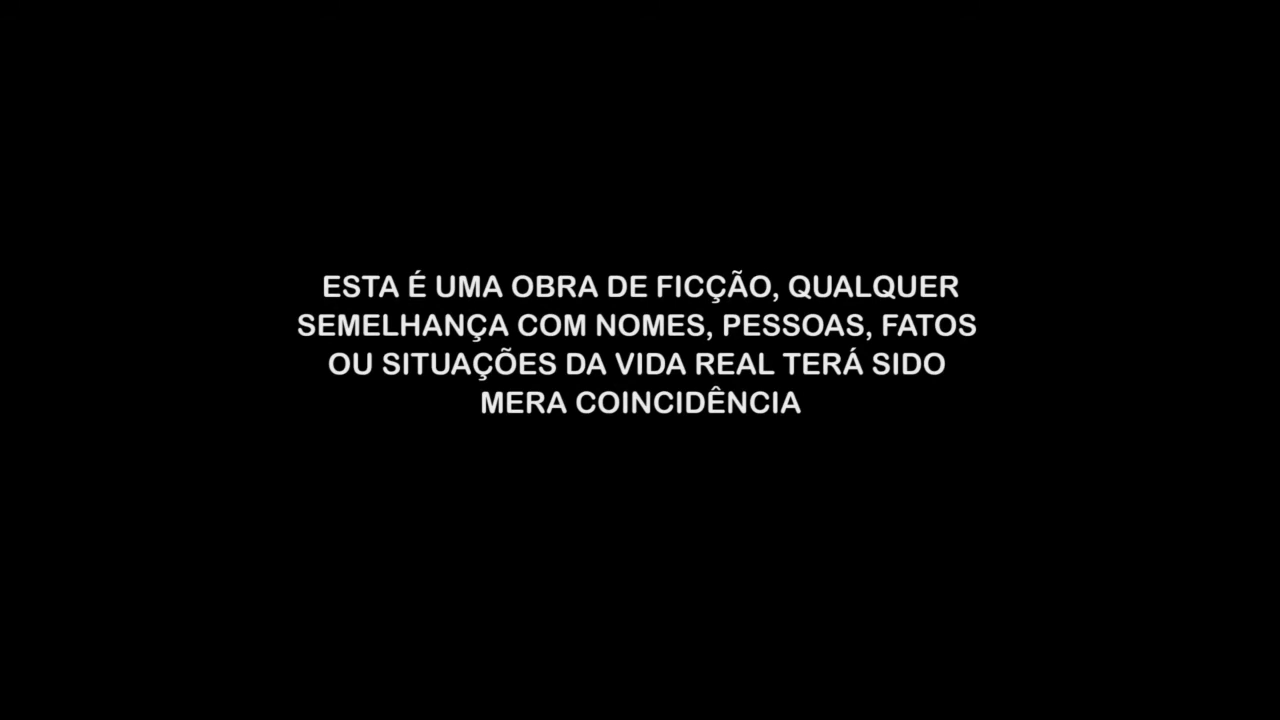 ESTA É UMA OBRA DE FICÇÃO, QUALQUER
SEMELHANÇA COM NOMES, PESSOAS, FATOS
OU SITUAÇÕES DA VIDA REAL TERÁ SIDO
MERA COINCIDÊNCIA